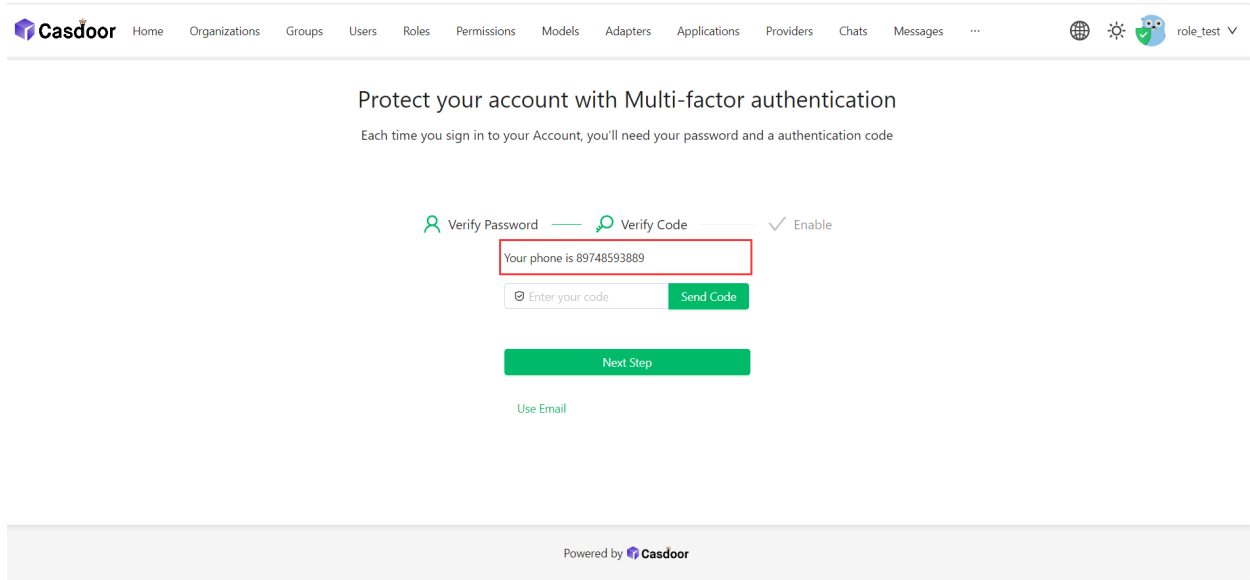 Casdoor Home Organizations Groups Users Roles Permissions Models Adapters Applications Providers Chats Messages ··· role_test
Protect your account with Multi-factor authentication
Each time you sign in to your Account, you'll need your password and a authentication code
Verify Password Verify Code Enable
Your phone is 89748593889
Enter your code Send Code
Next Step
Use Email
Powered by Casdoor